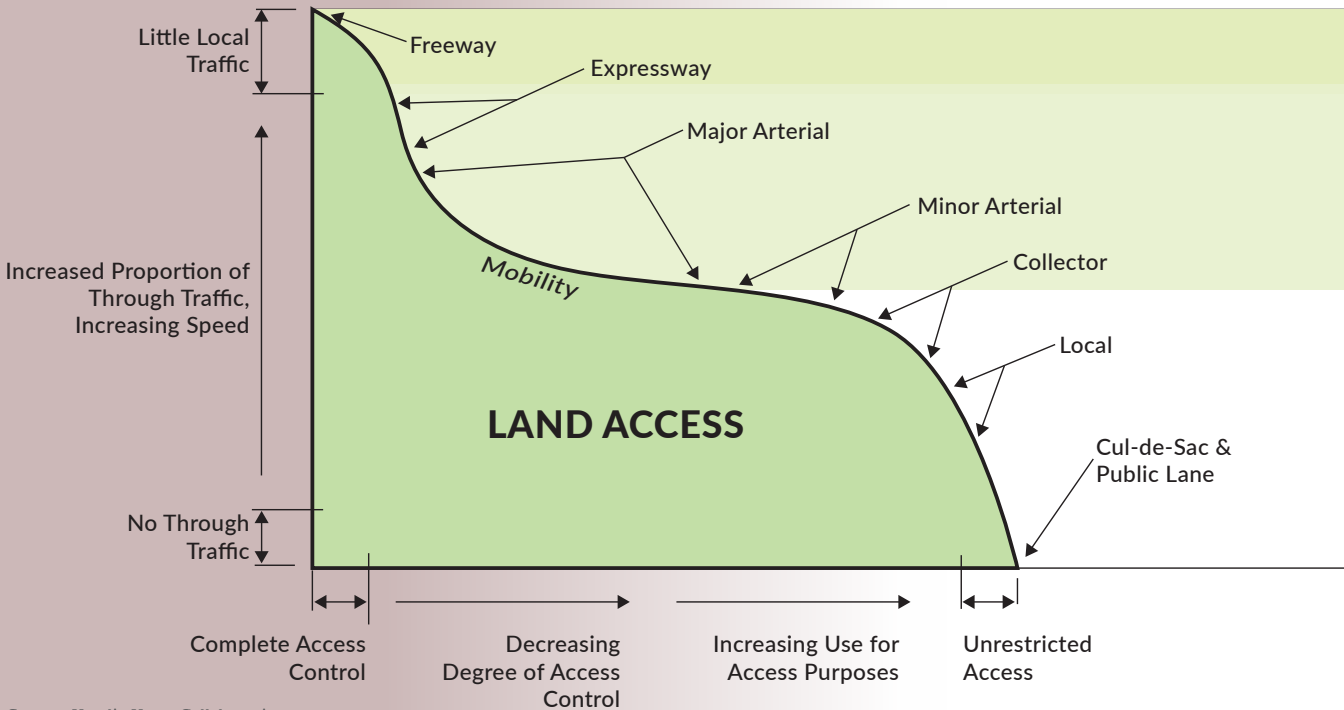 Little Local
Traffic
Freeway
Expressway
Major Arterial
Minor Arterial
Collector
Increased Proportion of
Through Traffic,
Increasing Speed
Mobility
Local
LAND ACCESS
Cul-de-Sac &
Public Lane
No Through
Traffic
Complete Access
Control
Decreasing
Degree of Access
Control
Increasing Use for
Access Purposes
Unrestricted
Access